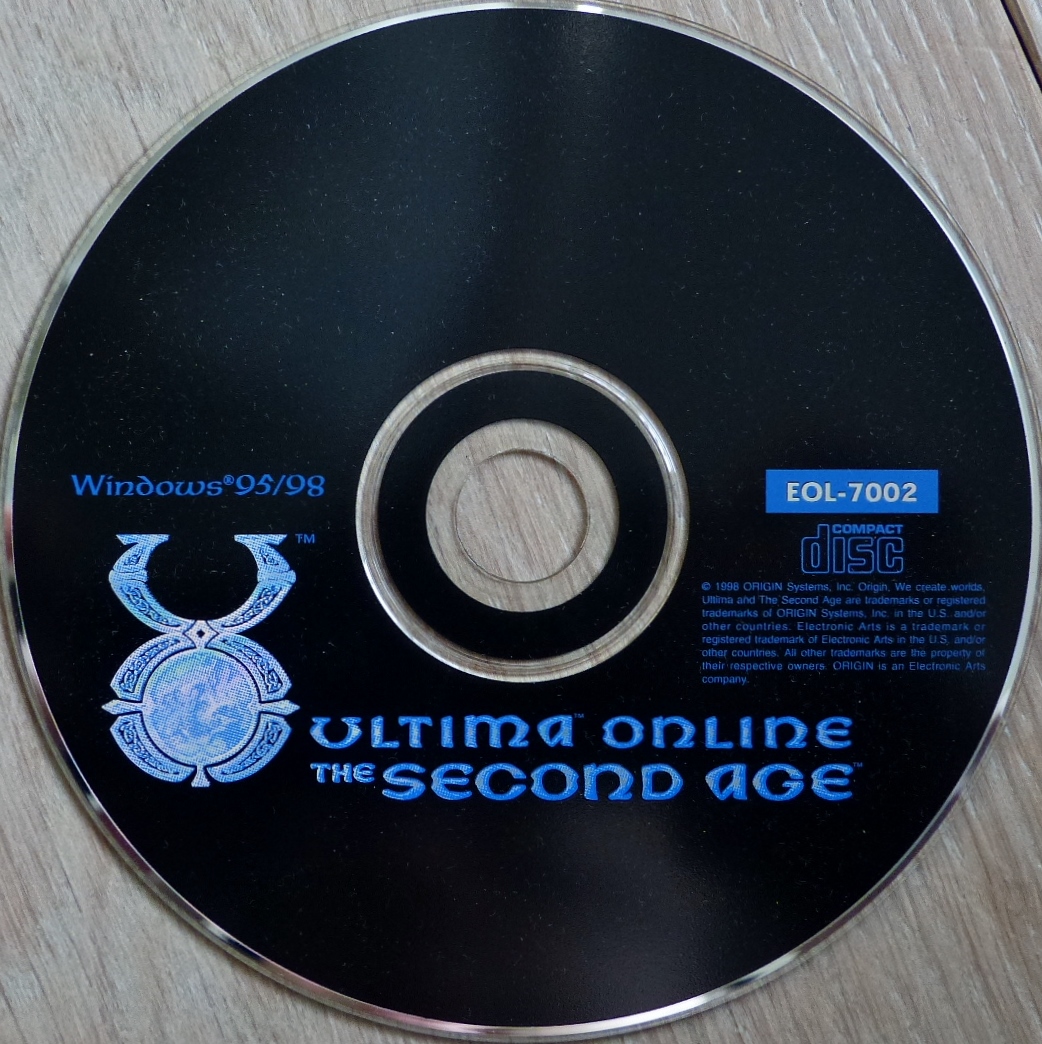 Windows®95/98
EOL-7002
COMPACT
disc
TM
© 1998 ORIGIN Systems, Inc. Origin, We create worlds,
Ultima and The Second Age are trademarks or registered
trademarks of ORIGIN Systems, Inc. in the U.S. and/or
other countries. Electronic Arts is a trademark or
registered trademark of Electronic Arts in the U.S. and/or
other countries. All other trademarks are the property of
their respective owners. ORIGIN is an Electronic Arts
company.
ULTIMA™ ONLINE
THE SECOND AGE™